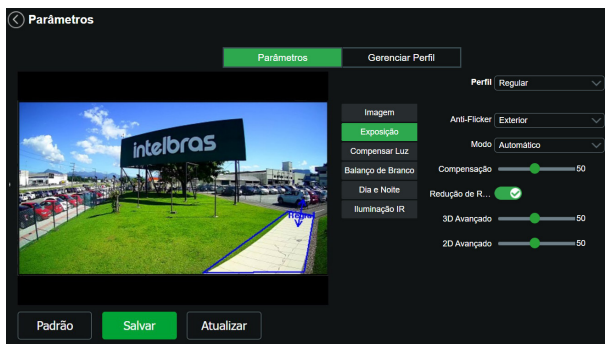 Parâmetros
Parâmetros
Gerenciar Perfil
Perfil Regular
Imagem
Exposição
Compensar Luz
Balanço de Branco
Dia e Noite
Iluminação IR
Anti-Flicker Exterior
Modo Automático
Compensação 50
Redução de R...
3D Avançado 50
2D Avançado 50
intelbras
Padrão
Salvar
Atualizar